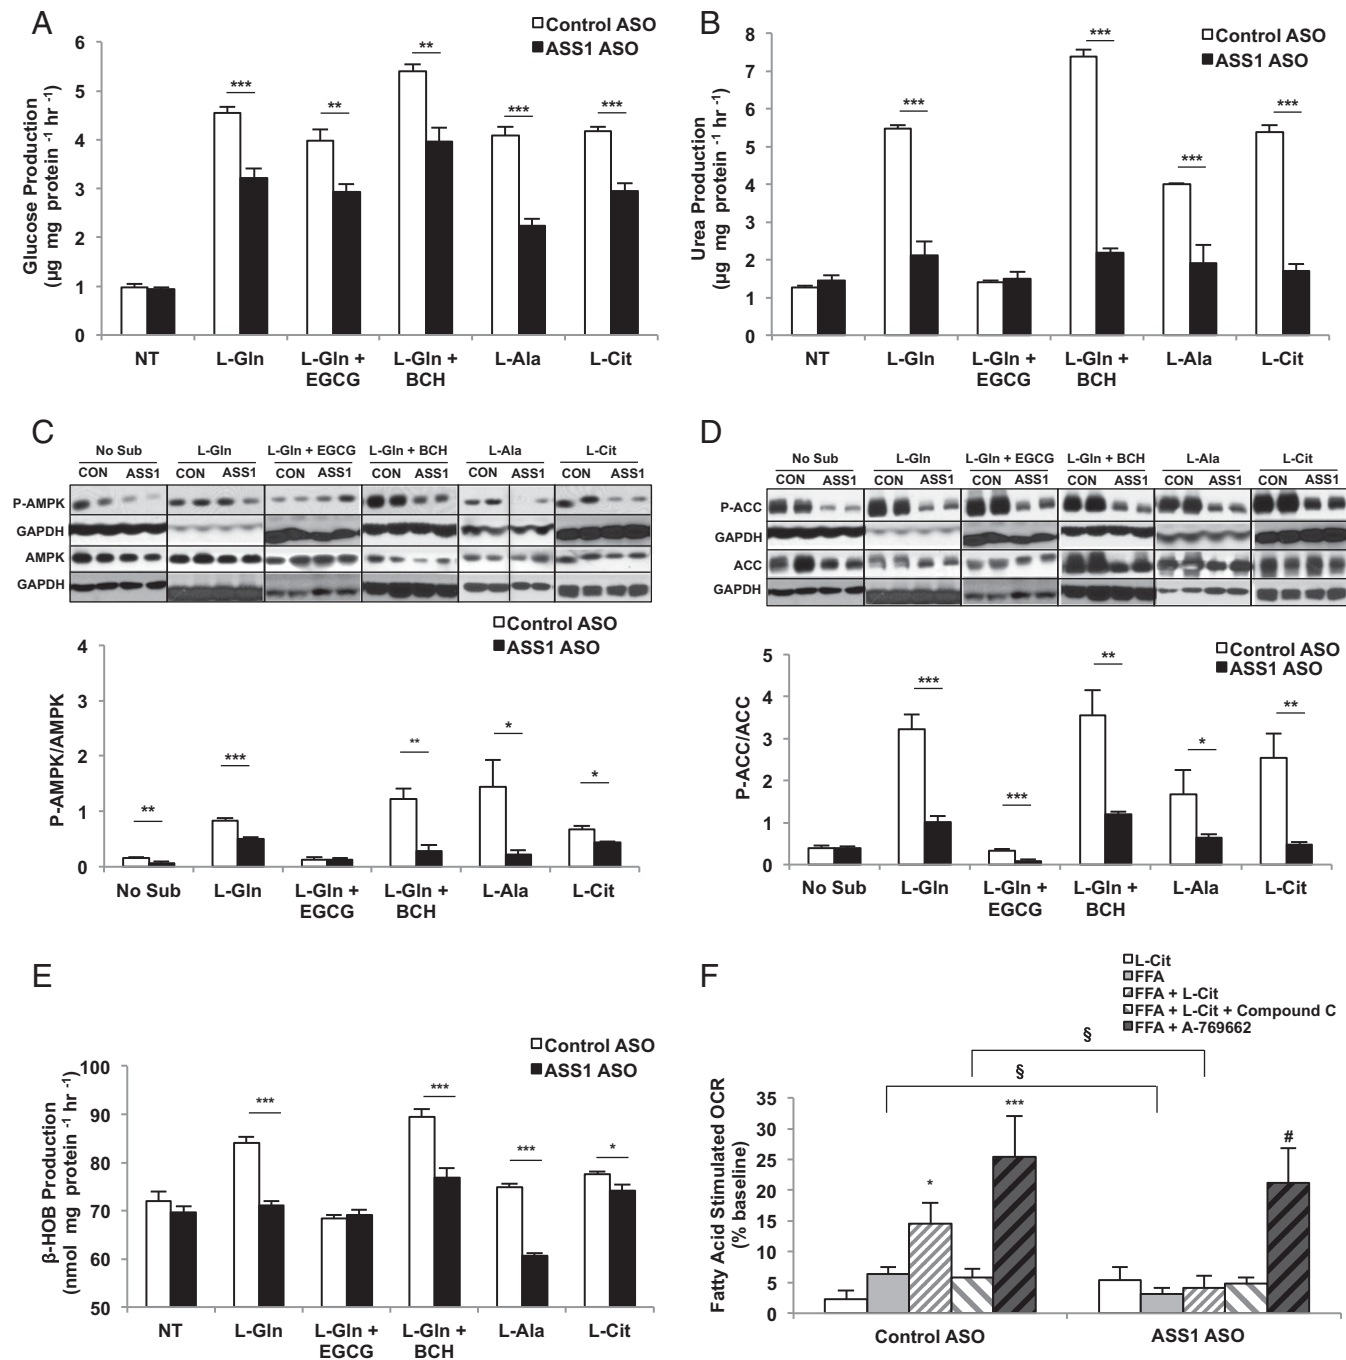 A
Control ASO
ASS1 ASO
Glucose Production
(µg mg protein -1 hr -1)
6
5
4
3
2
1
0
***
**
**
***
***
NT
L-Gln
L-Gln +
EGCG
L-Gln +
BCH
L-Ala
L-Cit
B
Control ASO
ASS1 ASO
Urea Production
(µg mg protein -1 hr -1)
8
7
6
5
4
3
2
1
0
***
***
***
***
NT
L-Gln
L-Gln +
EGCG
L-Gln +
BCH
L-Ala
L-Cit
C
No Sub
L-Gln
L-Gln + EGCG
L-Gln + BCH
L-Ala
L-Cit
CON ASS1 CON ASS1 CON ASS1 CON ASS1 CON ASS1 CON ASS1
P-AMPK
GAPDH
AMPK
GAPDH
Control ASO
ASS1 ASO
P-AMPK/AMPK
4
3
2
1
0
**
***
**
*
*
No Sub
L-Gln
L-Gln +
EGCG
L-Gln +
BCH
L-Ala
L-Cit
D
No Sub
L-Gln
L-Gln + EGCG
L-Gln + BCH
L-Ala
L-Cit
CON ASS1 CON ASS1 CON ASS1 CON ASS1 CON ASS1 CON ASS1
P-ACC
GAPDH
ACC
GAPDH
Control ASO
ASS1 ASO
P-ACC/ACC
5
4
3
2
1
0
***
***
**
*
**
No Sub
L-Gln
L-Gln +
EGCG
L-Gln +
BCH
L-Ala
L-Cit
E
Control ASO
ASS1 ASO
β-HOB Production
(nmol mg protein -1 hr -1)
100
90
80
70
60
50
***
***
***
*
NT
L-Gln
L-Gln +
EGCG
L-Gln +
BCH
L-Ala
L-Cit
F
L-Cit
FFA
FFA + L-Cit
FFA + L-Cit + Compound C
FFA + A-769662
Fatty Acid Stimulated OCR
(% baseline)
35
30
25
20
15
10
5
0
§
§
*
***
#
Control ASO
ASS1 ASO